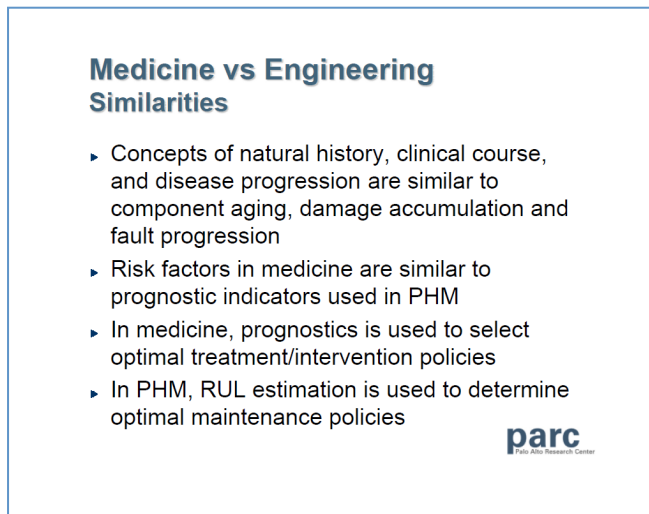 Medicine vs Engineering
Similarities
Concepts of natural history, clinical course,
and disease progression are similar to
component aging, damage accumulation and
fault progression
Risk factors in medicine are similar to
prognostic indicators used in PHM
In medicine, prognostics is used to select
optimal treatment/intervention policies
In PHM, RUL estimation is used to determine
optimal maintenance policies
parc
Palo Alto Research Center